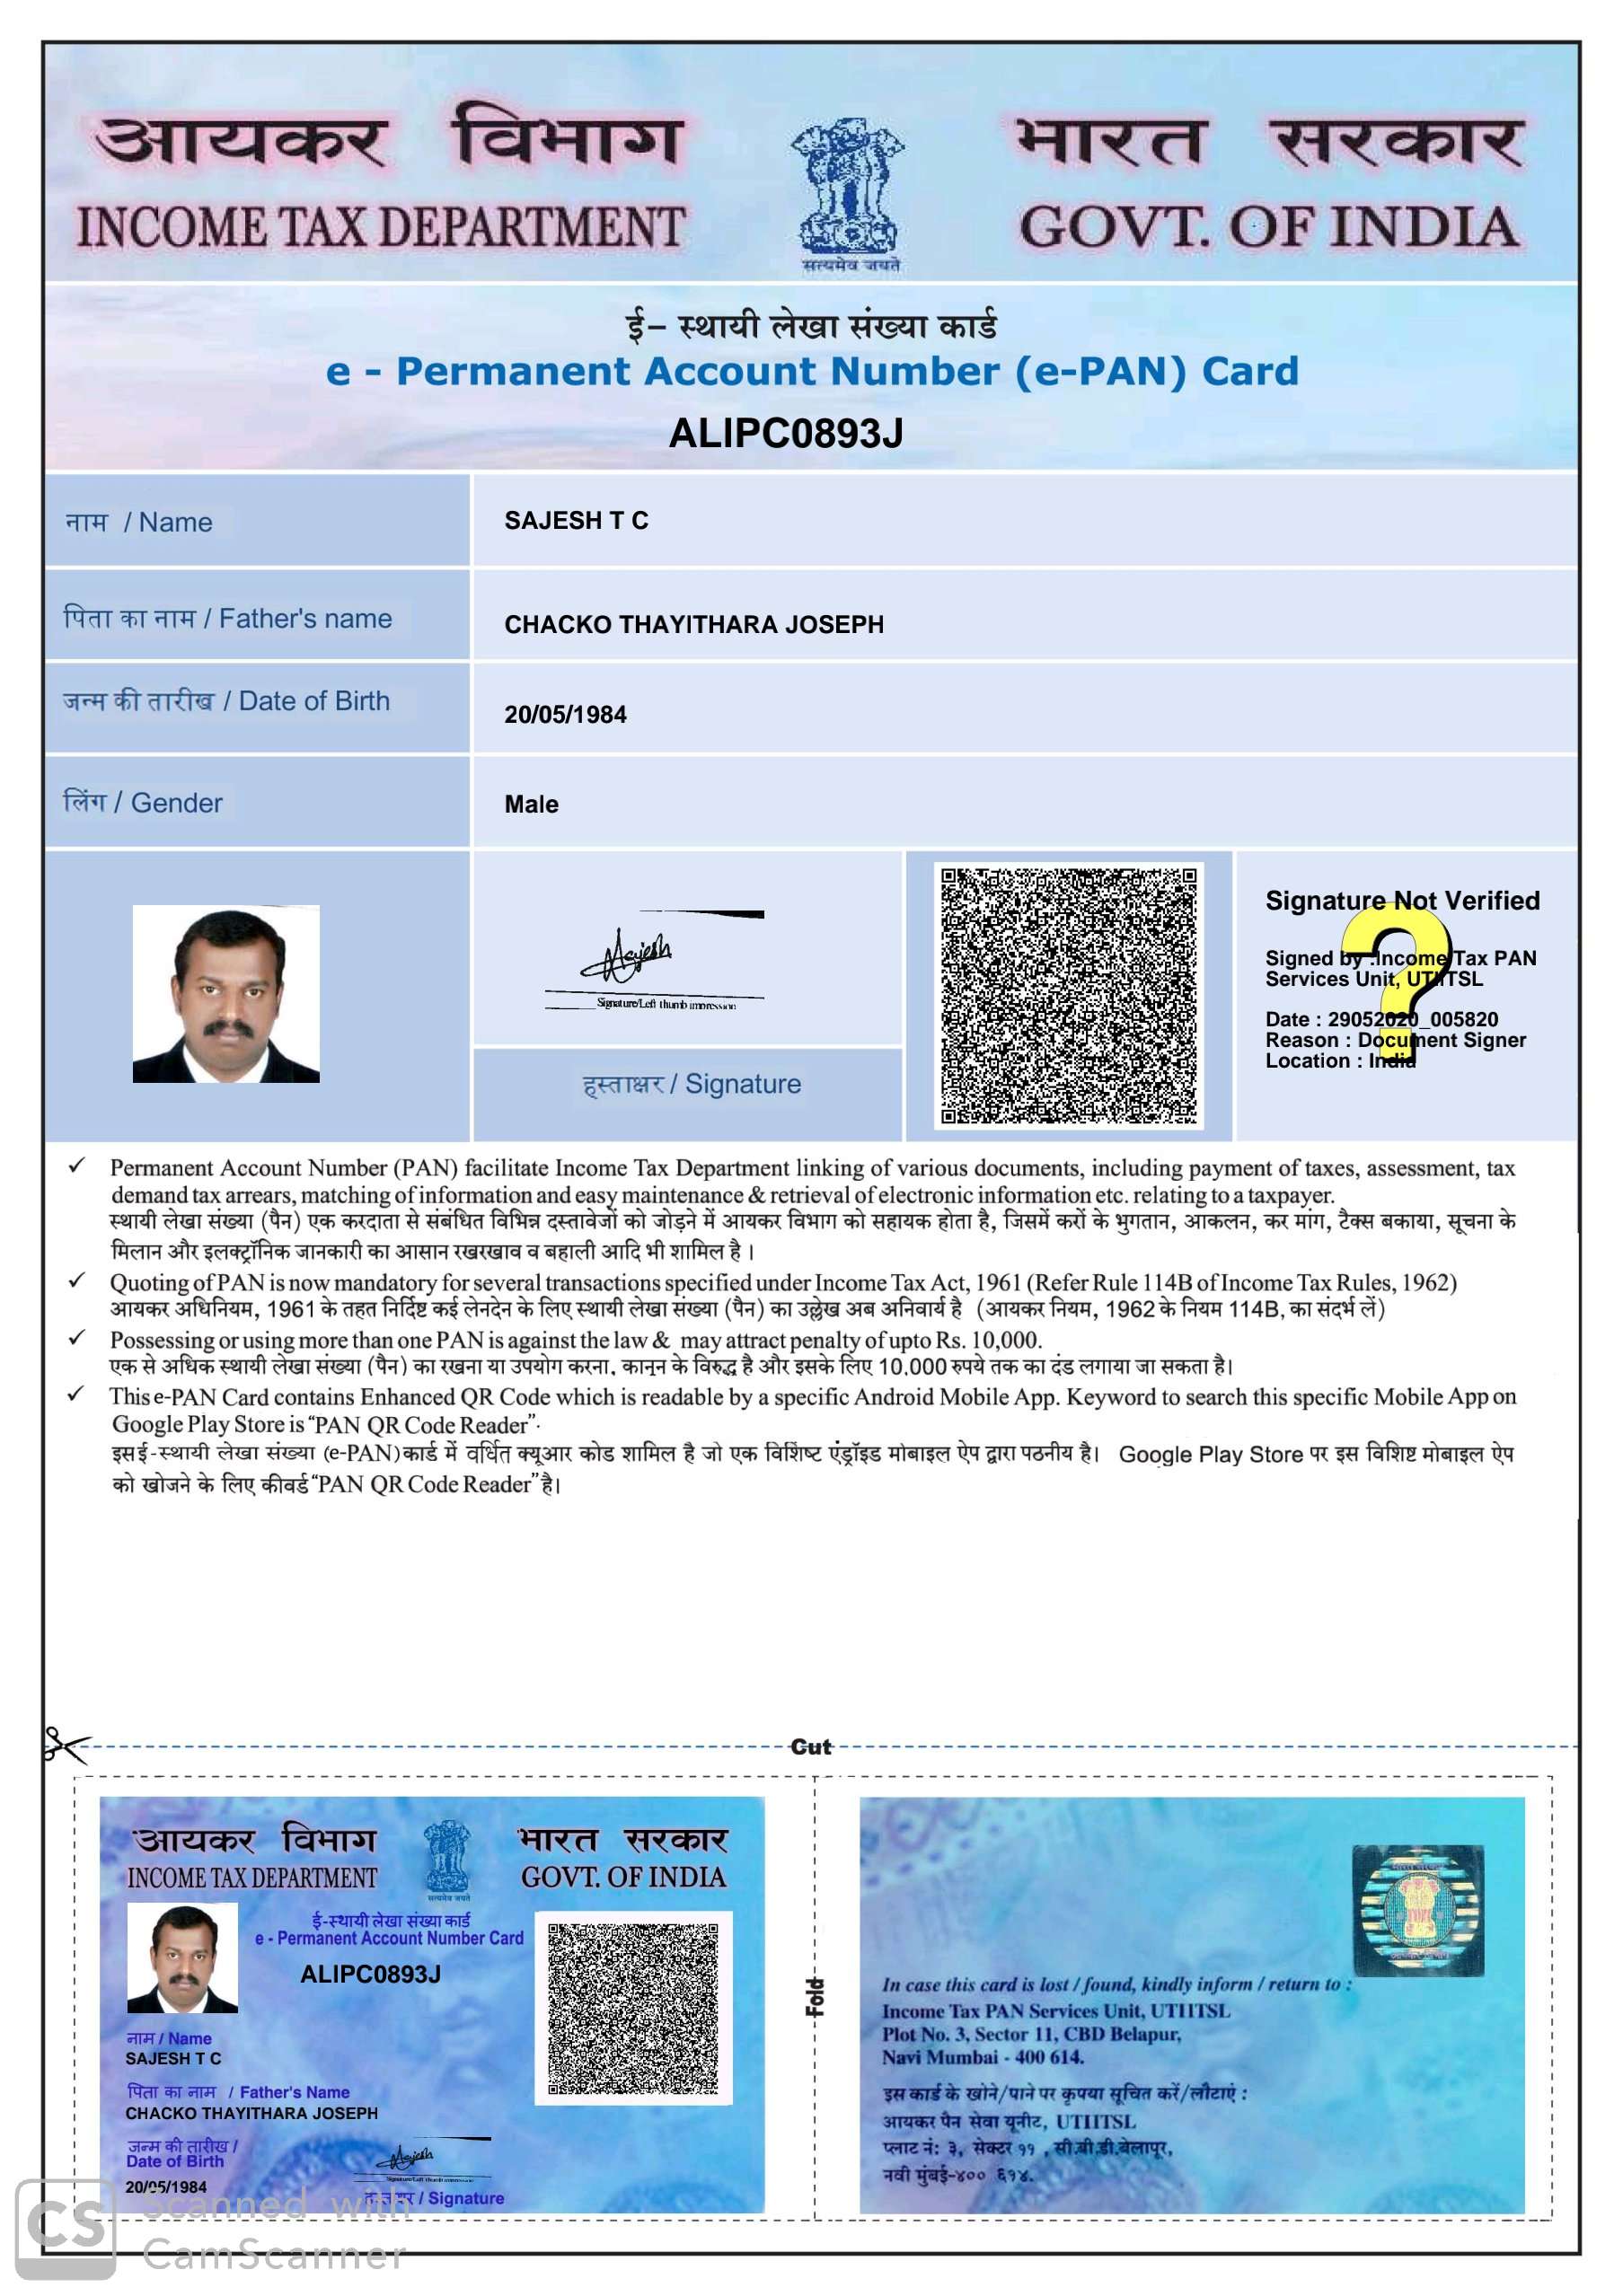 आयकर विभाग
INCOME TAX DEPARTMENT
सत्यमेव जयते
भारत सरकार
GOVT. OF INDIA
ई– स्थायी लेखा संख्या कार्ड
e - Permanent Account Number (e-PAN) Card
ALIPC0893J
नाम / Name
SAJESH T C
पिता का नाम / Father's name
CHACKO THAYITHARA JOSEPH
जन्म की तारीख / Date of Birth
20/05/1984
लिंग / Gender
Male
Sajesh
Signature/Left thumb impression
हस्ताक्षर / Signature
Signature Not Verified
Signed by :Income Tax PAN
Services Unit, UTIITSL
Date : 29052020_005820
Reason : Document Signer
Location : India
?
✓ Permanent Account Number (PAN) facilitate Income Tax Department linking of various documents, including payment of taxes, assessment, tax
demand tax arrears, matching of information and easy maintenance & retrieval of electronic information etc. relating to a taxpayer.
स्थायी लेखा संख्या (पैन) एक करदाता से संबंधित विभिन्न दस्तावेजों को जोड़ने में आयकर विभाग को सहायक होता है, जिसमें करों के भुगतान, आकलन, कर मांग, टैक्स बकाया, सूचना के
मिलान और इलक्ट्रॉनिक जानकारी का आसान रखरखाव व बहाली आदि भी शामिल है ।
✓ Quoting of PAN is now mandatory for several transactions specified under Income Tax Act, 1961 (Refer Rule 114B of Income Tax Rules, 1962)
आयकर अधिनियम, 1961 के तहत निर्दिष्ट कई लेनदेन के लिए स्थायी लेखा संख्या (पैन) का उल्लेख अब अनिवार्य है (आयकर नियम, 1962 के नियम 114B, का संदर्भ लें)
✓ Possessing or using more than one PAN is against the law & may attract penalty of upto Rs. 10,000.
एक से अधिक स्थायी लेखा संख्या (पैन) का रखना या उपयोग करना, कानून के विरुद्ध है और इसके लिए 10,000 रुपये तक का दंड लगाया जा सकता है।
✓ This e-PAN Card contains Enhanced QR Code which is readable by a specific Android Mobile App. Keyword to search this specific Mobile App on
Google Play Store is “PAN QR Code Reader”.
इसई-स्थायी लेखा संख्या (e-PAN) कार्ड में वर्धित क्यूआर कोड शामिल है जो एक विशिष्ट एंड्रॉइड मोबाइल ऐप द्वारा पठनीय है। Google Play Store पर इस विशिष्ट मोबाइल ऐप
को खोजने के लिए कीवर्ड “PAN QR Code Reader” है।
Cut
आयकर विभाग
INCOME TAX DEPARTMENT
सत्यमेव जयते
भारत सरकार
GOVT. OF INDIA
ई-स्थायी लेखा संख्या कार्ड
e - Permanent Account Number Card
ALIPC0893J
नाम / Name
SAJESH T C
पिता का नाम / Father's Name
CHACKO THAYITHARA JOSEPH
जन्म की तारीख /
Date of Birth
20/05/1984
Sajesh
Signature/Left thumb impression
हस्ताक्षर / Signature
Fold
In case this card is lost / found, kindly inform / return to :
Income Tax PAN Services Unit, UTIITSL
Plot No. 3, Sector 11, CBD Belapur,
Navi Mumbai - 400 614.
इस कार्ड के खोने/पाने पर कृपया सूचित करें/लौटाएं :
आयकर पैन सेवा यूनीट, UTIITSL
प्लाट नं: ३, सेक्टर ११ , सी.बी.डी.बेलापूर,
नवी मुंबई-४०० ६१४.
CS
Scanned with
CamScanner